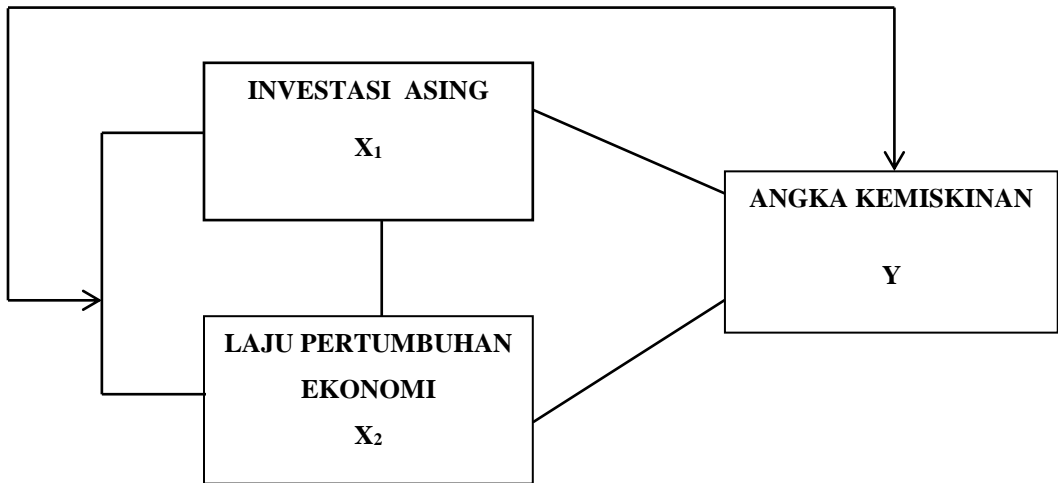 INVESTASI ASING
X₁
ANGKA KEMISKINAN
Y
LAJU PERTUMBUHAN
EKONOMI
X₂